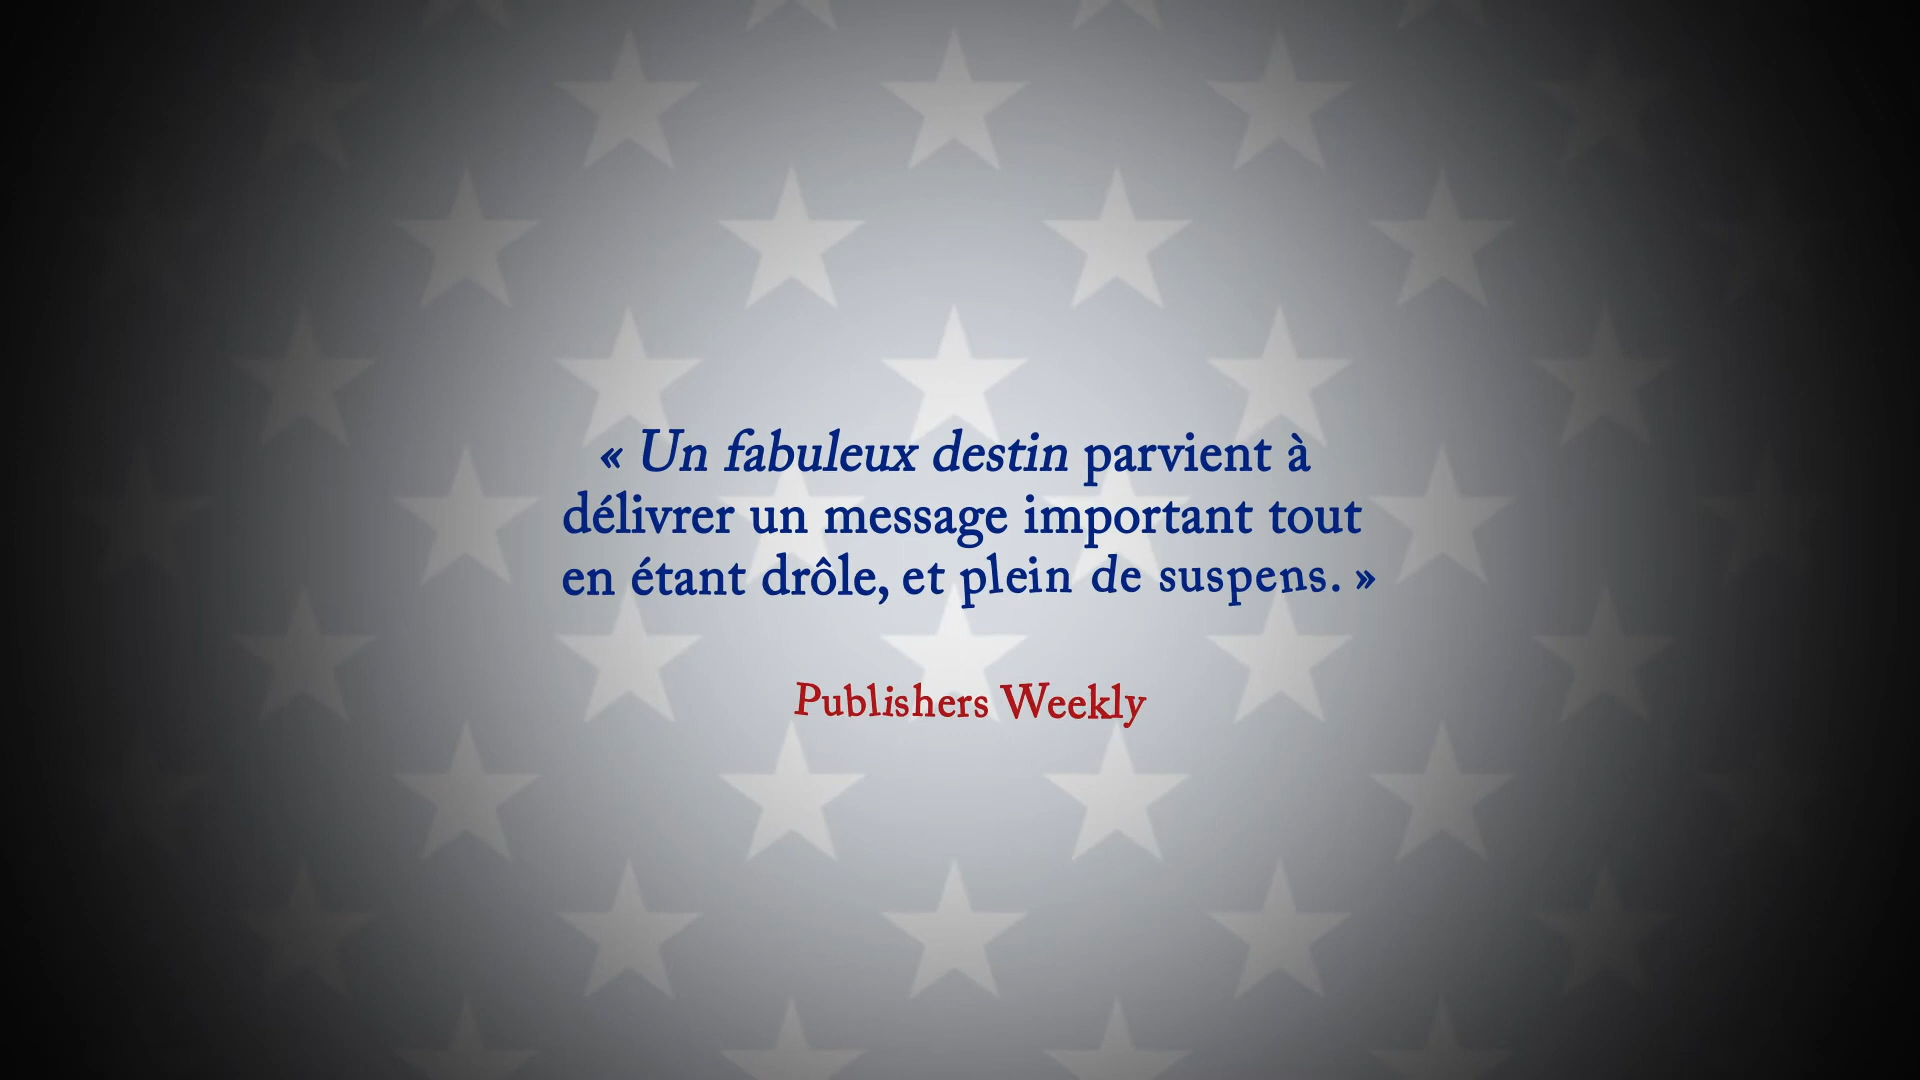 « Un fabuleux destin parvient à
délivrer un message important tout
en étant drôle, et plein de suspens. »
Publishers Weekly